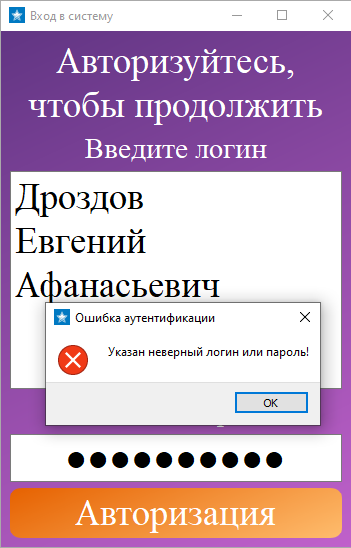 Вход в систему
Авторизуйтесь,
чтобы продолжить
Введите логин
Дроздов
Евгений
Афанасьевич
Ошибка аутентификации
Указан неверный логин или пароль!
OK
●●●●●●●●●●
Авторизация